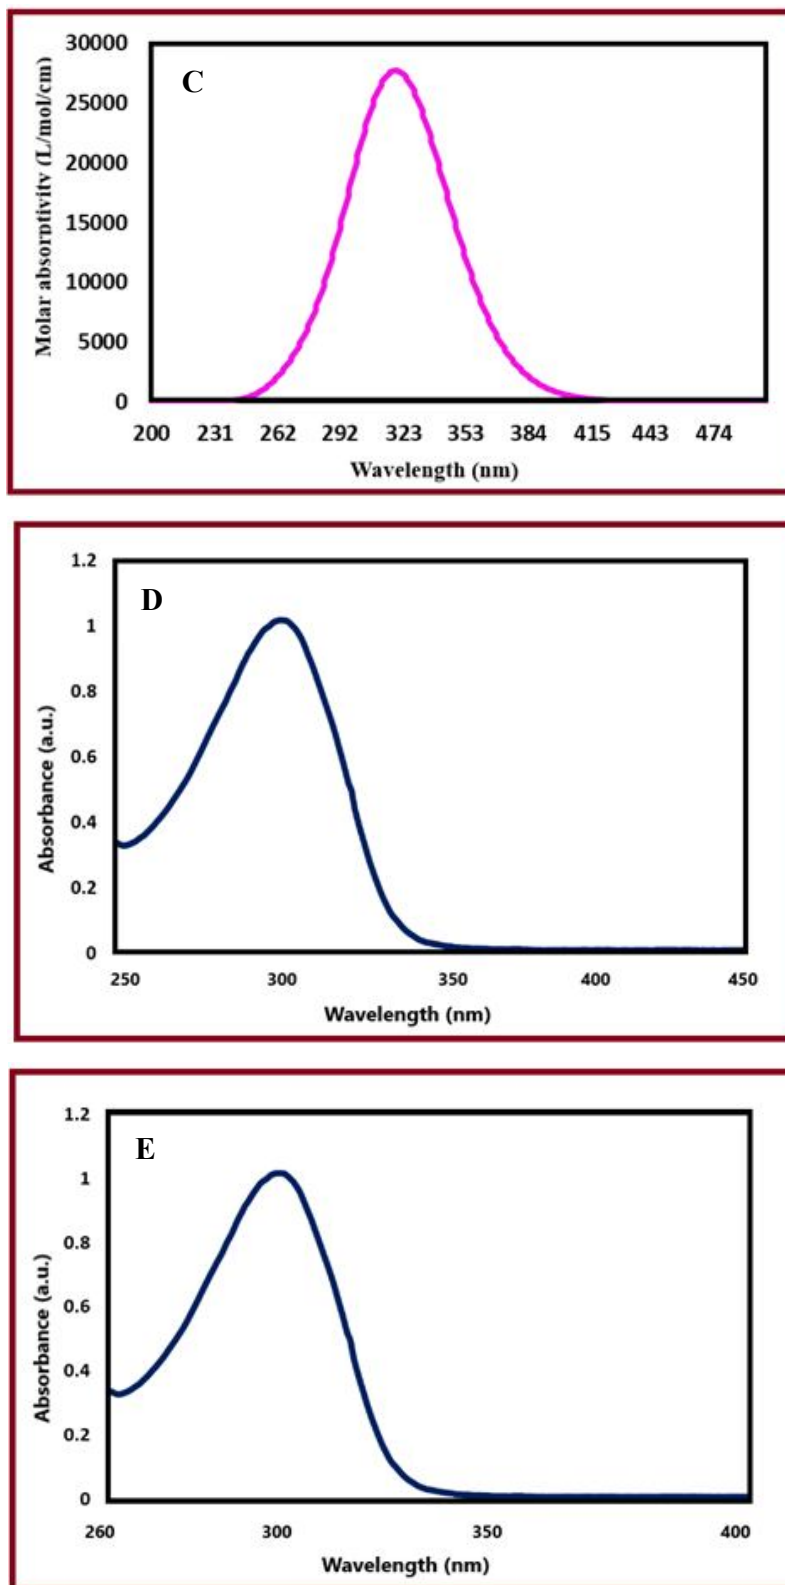 30000
C
25000
20000
15000
10000
5000
0
Molar absorptivity (L/mol/cm)
200 231 262 292 323 353 384 415 443 474
Wavelength (nm)
1.2
D
1
0.8
0.6
0.4
0.2
0
Absorbance (a.u.)
250 300 350 400 450
Wavelength (nm)
1.2
E
1
0.8
0.6
0.4
0.2
0
Absorbance (a.u.)
260 300 350 400
Wavelength (nm)